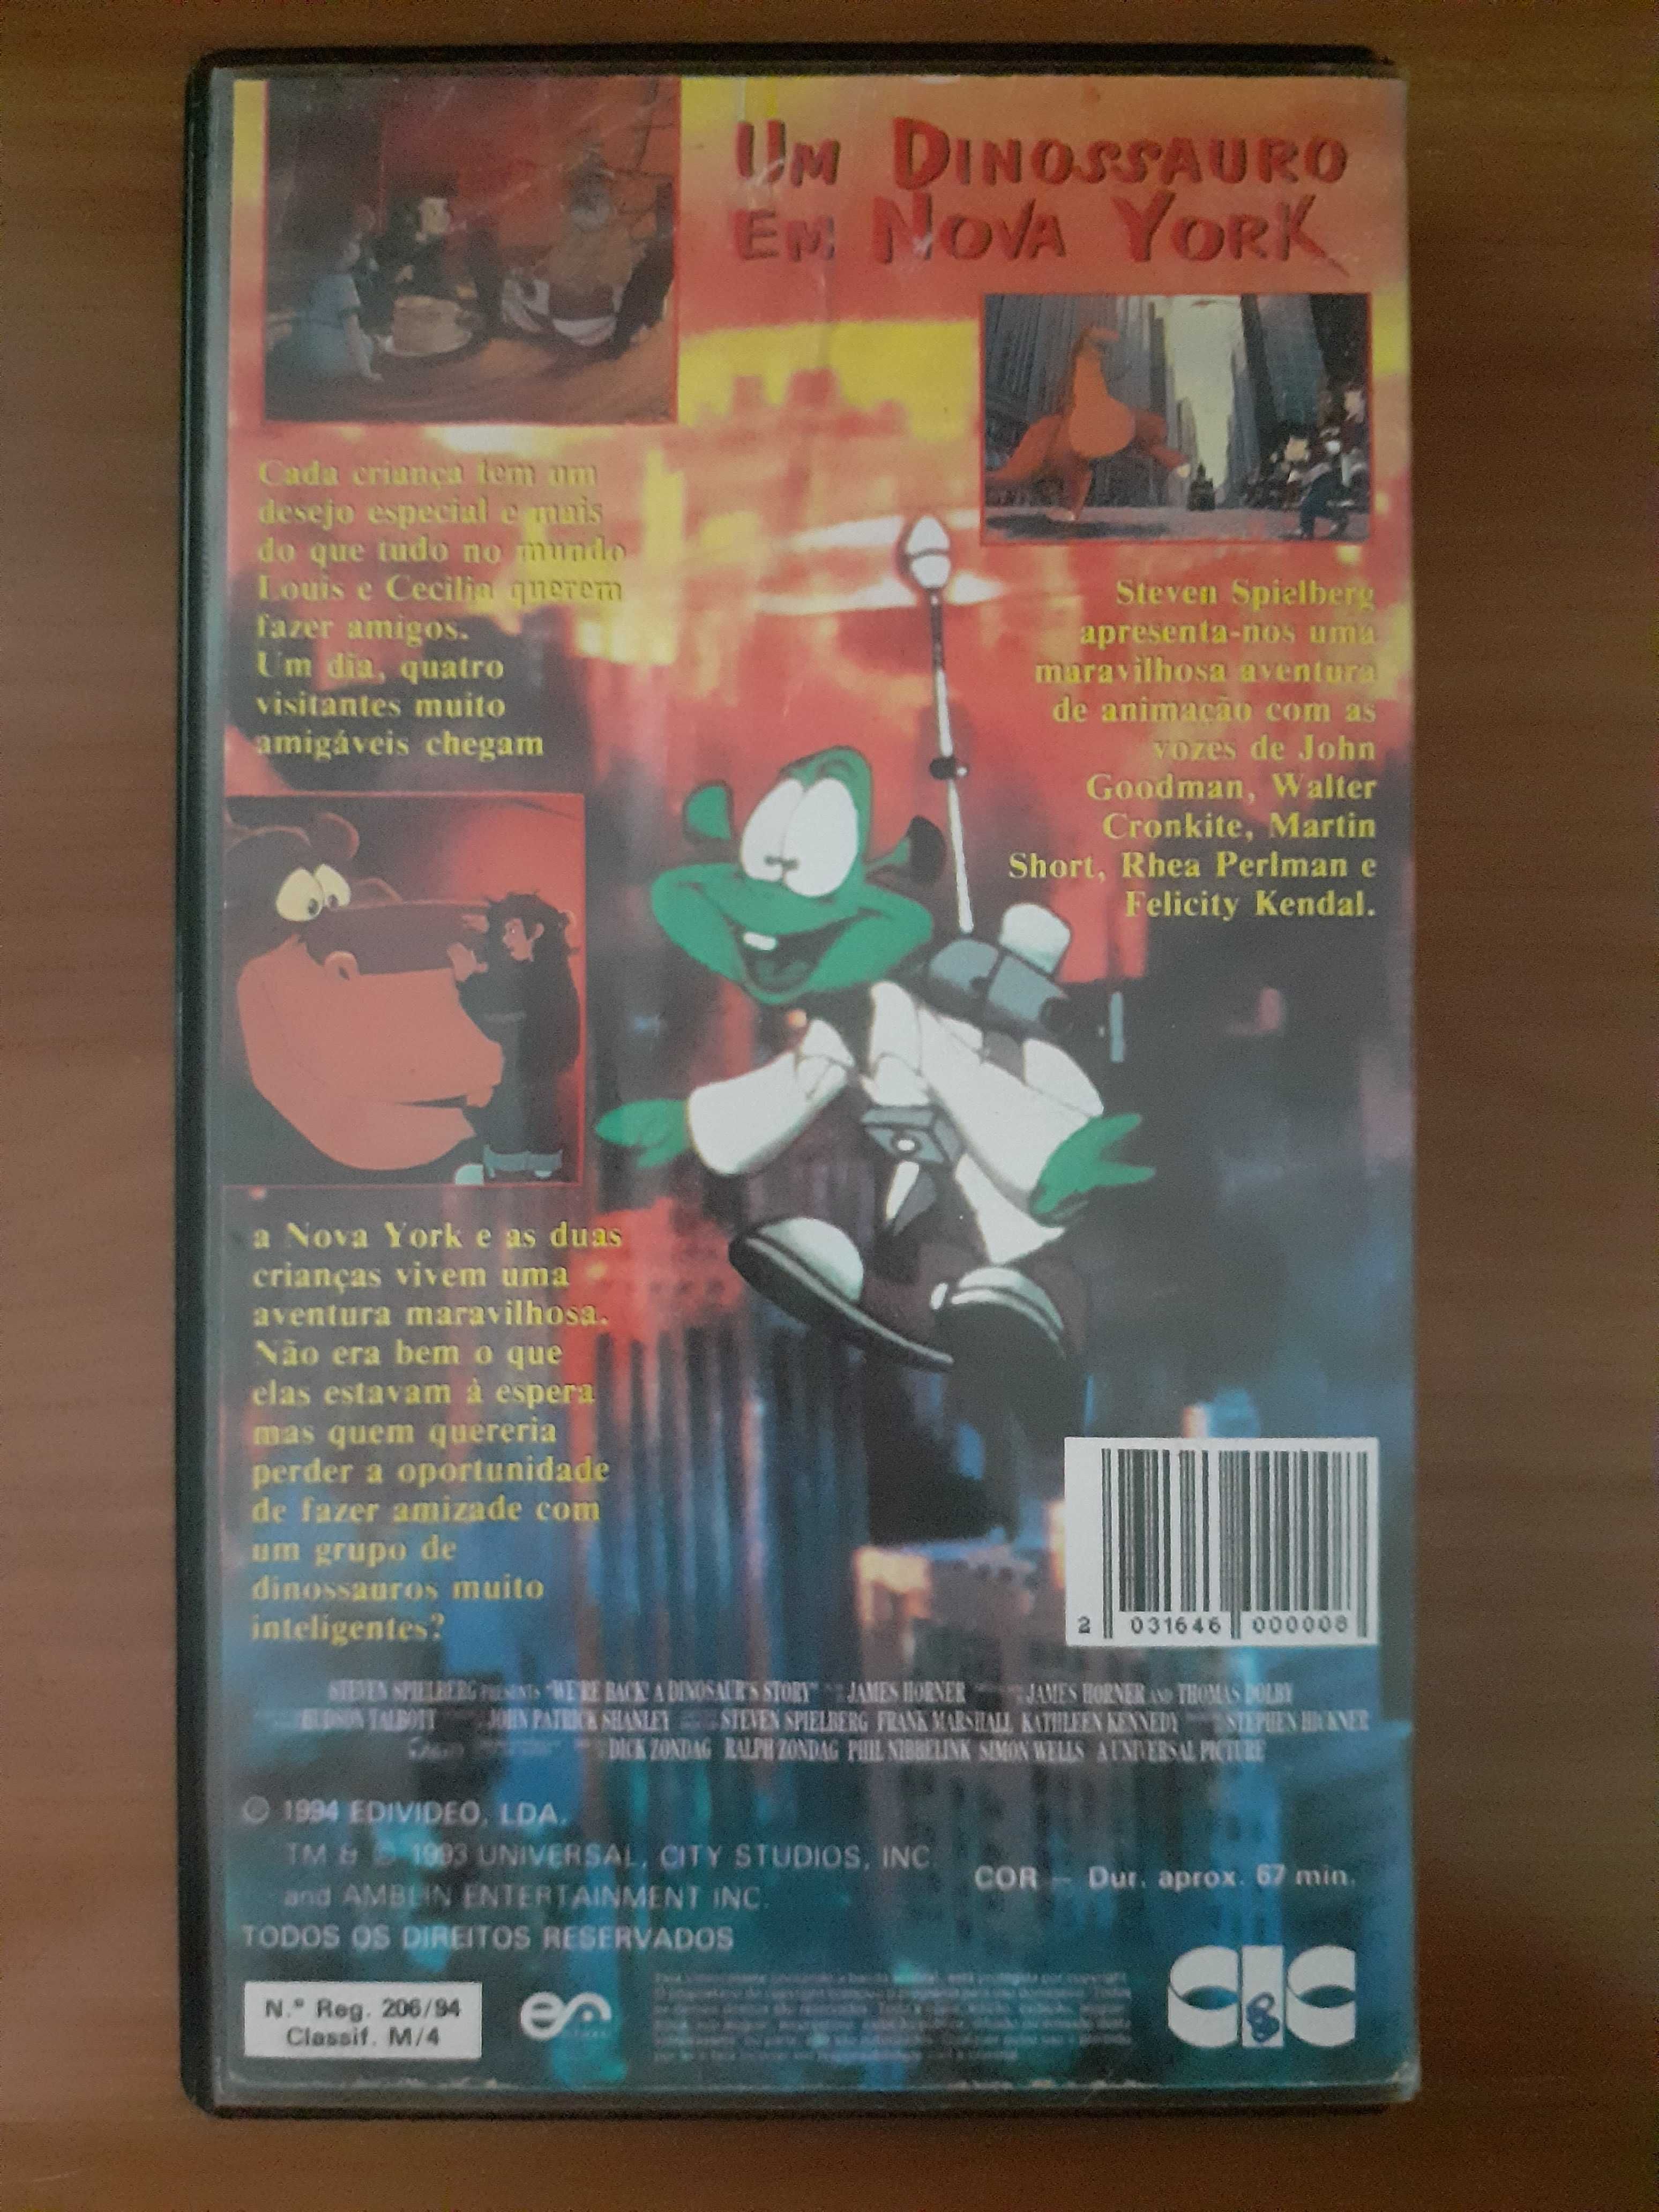 Um Dinossauro
Em Nova York
Cada criança tem um
desejo especial e mais
do que tudo no mundo
Louis e Cecilia querem
fazer amigos.
Um dia, quatro
visitantes muito
amigáveis chegam
a Nova York e as duas
crianças vivem uma
aventura maravilhosa.
Não era bem o que
elas estavam à espera
mas quem quereria
perder a oportunidade
de fazer amizade com
um grupo de
dinossauros muito
inteligentes?
Steven Spielberg
apresenta-nos uma
maravilhosa aventura
de animação com as
vozes de John
Goodman, Walter
Cronkite, Martin
Short, Rhea Perlman e
Felicity Kendal.
2 031646 000008
STEVEN SPIELBERG PRESENTS "WE'RE BACK! A DINOSAUR'S STORY" JAMES HORNER JAMES HORNER AND THOMAS DOLBY
HUDSON TALBOTT JOHN PATRICK SHANLEY STEVEN SPIELBERG FRANK MARSHALL KATHLEEN KENNEDY STEPHEN HICKNER
DICK ZONDAG RALPH ZONDAG PHIL NIBBELINK SIMON WELLS A UNIVERSAL PICTURE
© 1994 EDIVIDEO, LDA.
TM & © 1993 UNIVERSAL, CITY STUDIOS, INC
and AMBLIN ENTERTAINMENT INC.
TODOS OS DIREITOS RESERVADOS
COR — Dur. aprox. 67 min.
N.º Reg. 206/94
Classif. M/4
CIC
8